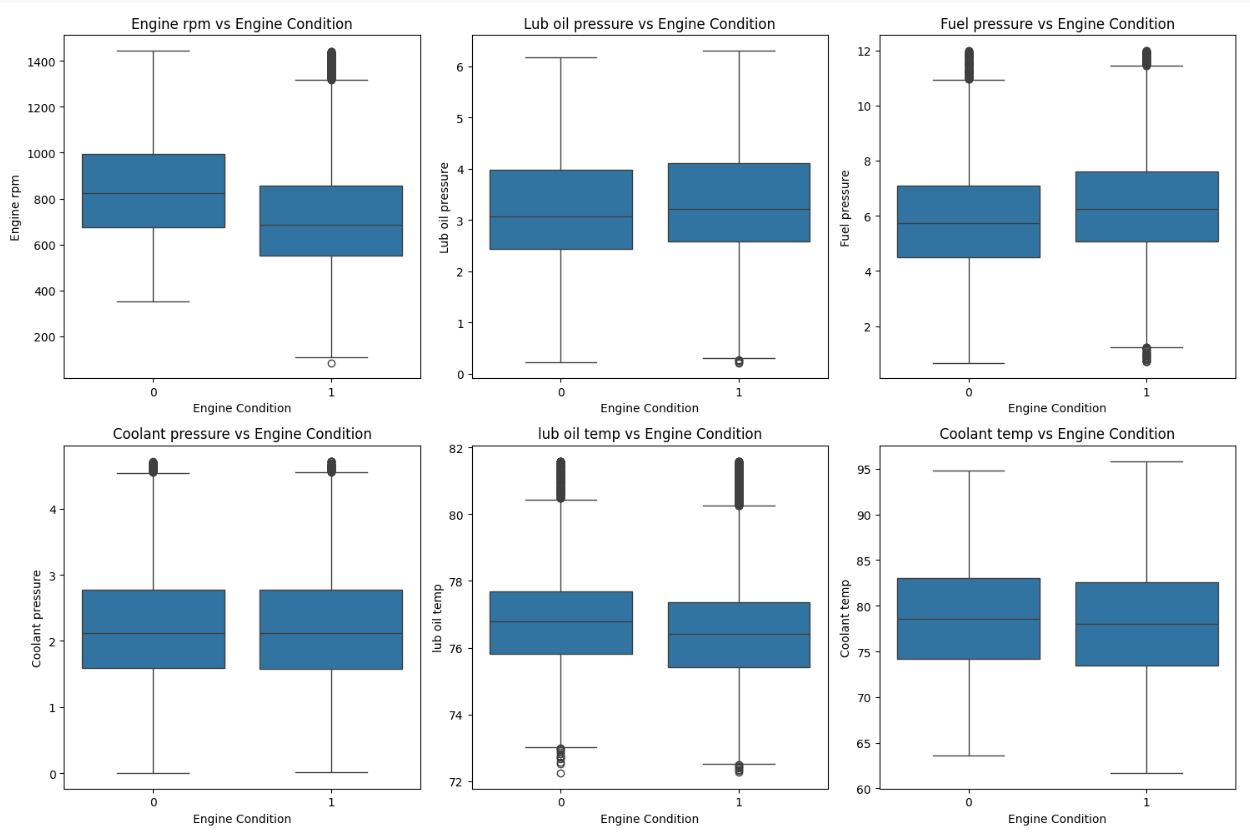 Engine rpm vs Engine Condition
Engine rpm
1400
1200
1000
800
600
400
200
0 1
Engine Condition
Lub oil pressure vs Engine Condition
Lub oil pressure
6
5
4
3
2
1
0
0 1
Engine Condition
Fuel pressure vs Engine Condition
Fuel pressure
12
10
8
6
4
2
0 1
Engine Condition
Coolant pressure vs Engine Condition
Coolant pressure
4
3
2
1
0
0 1
Engine Condition
lub oil temp vs Engine Condition
lub oil temp
82
80
78
76
74
72
0 1
Engine Condition
Coolant temp vs Engine Condition
Coolant temp
95
90
85
80
75
70
65
60
0 1
Engine Condition